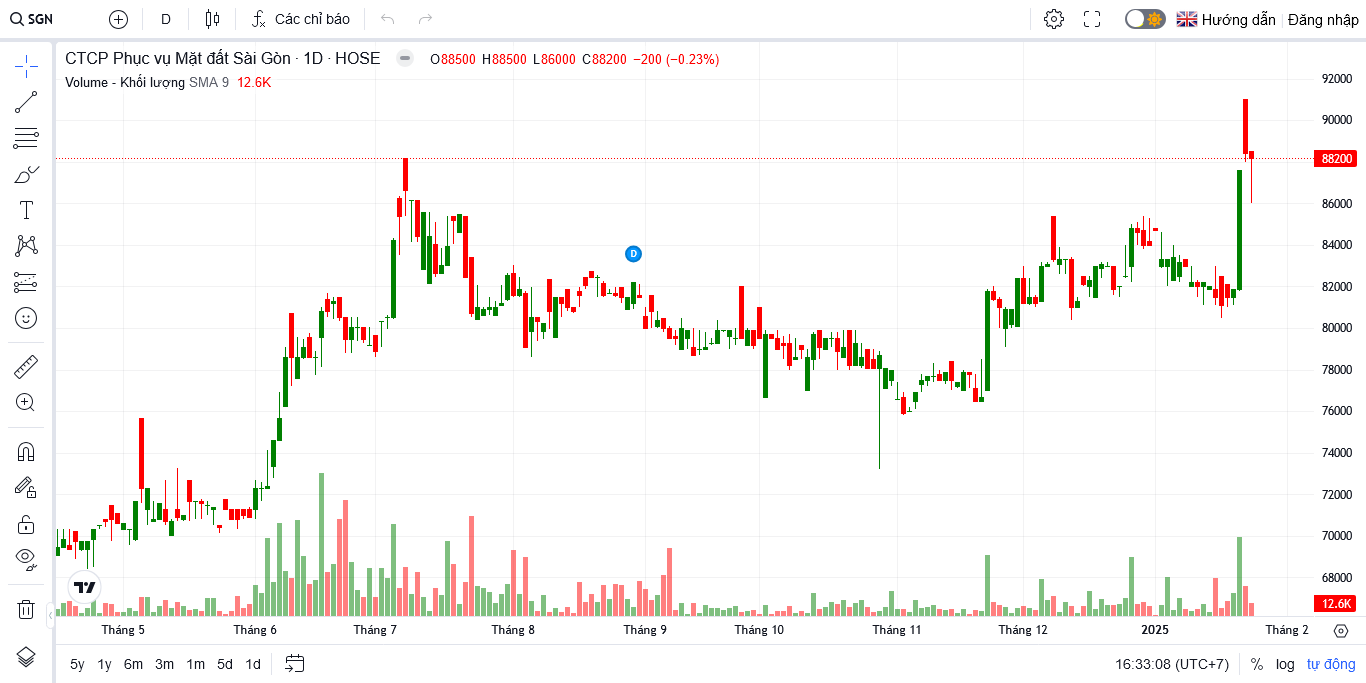 SGN D Các chỉ báo Hướng dẫn Đăng nhập
CTCP Phục vụ Mặt đất Sài Gòn · 1D · HOSE O88500 H88500 L86000 C88200 −200 (−0.23%)
Volume - Khối lượng SMA 9 12.6K
92000
90000
88200
86000
84000
D
82000
80000
78000
76000
74000
72000
70000
68000
12.6K
Tháng 5 Tháng 6 Tháng 7 Tháng 8 Tháng 9 Tháng 10 Tháng 11 Tháng 12 2025 Tháng 2
5y 1y 6m 3m 1m 5d 1d 16:33:08 (UTC+7) % log tự động